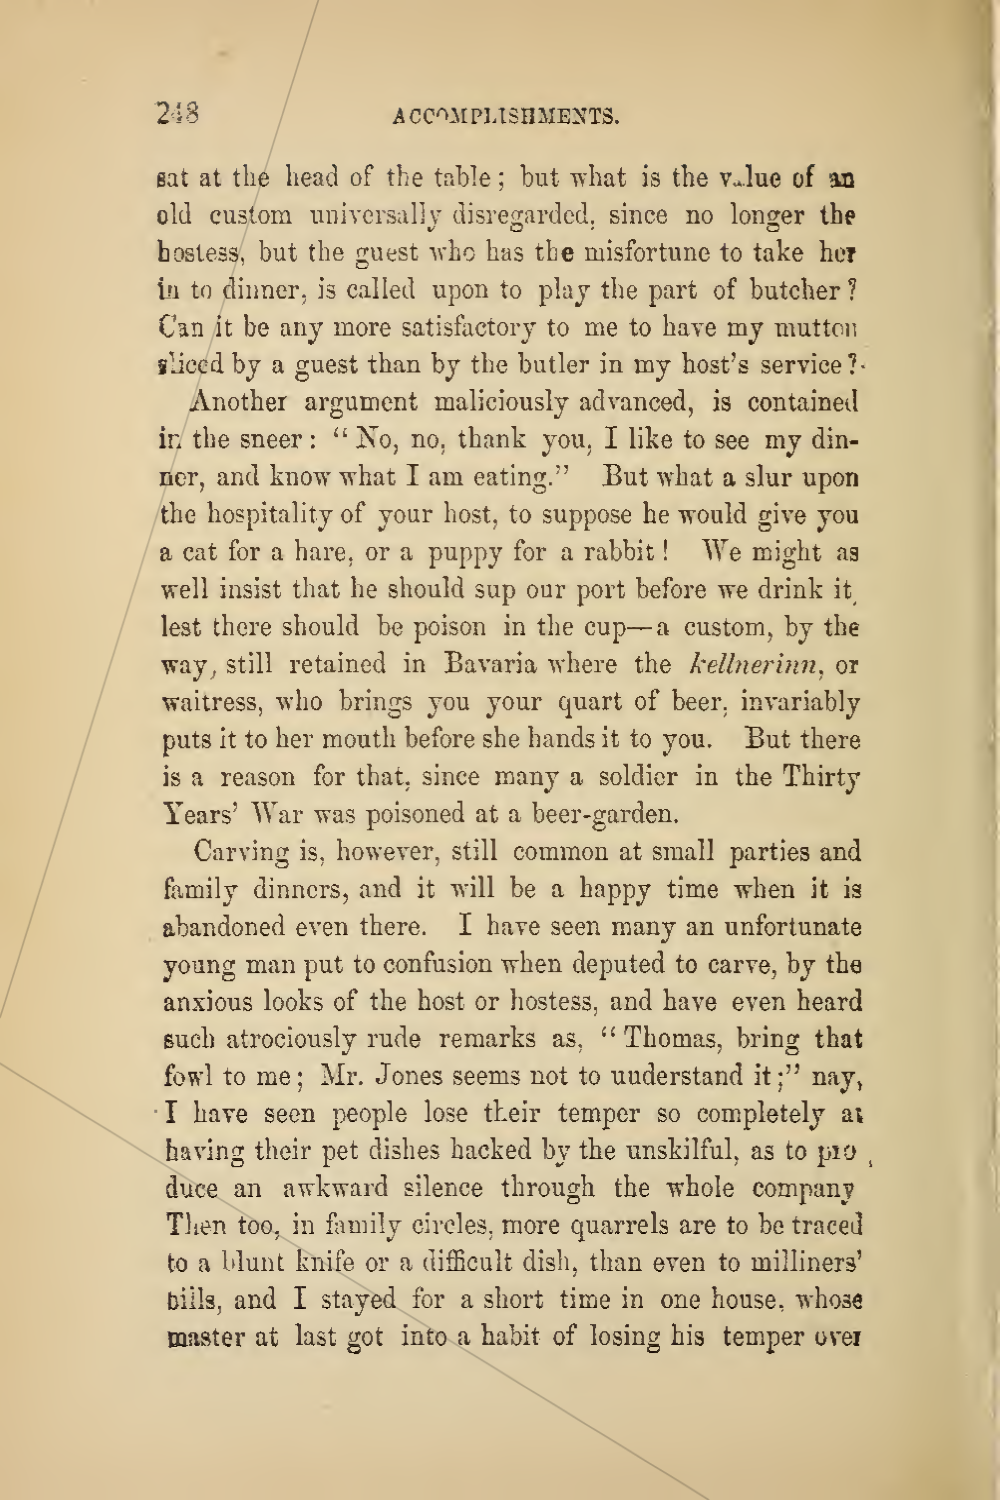 248 ACCOMPLISHMENTS.
sat at the head of the table; but what is the value of an
old custom universally disregarded, since no longer the
hostess, but the guest who has the misfortune to take her
in to dinner, is called upon to play the part of butcher?
Can it be any more satisfactory to me to have my mutton
sliced by a guest than by the butler in my host's service?
Another argument maliciously advanced, is contained
in the sneer: "No, no, thank you, I like to see my din-
ner, and know what I am eating." But what a slur upon
the hospitality of your host, to suppose he would give you
a cat for a hare, or a puppy for a rabbit! We might as
well insist that he should sup our port before we drink it,
lest there should be poison in the cup—a custom, by the
way, still retained in Bavaria where the kellnerinn, or
waitress, who brings you your quart of beer, invariably
puts it to her mouth before she hands it to you. But there
is a reason for that, since many a soldier in the Thirty
Years' War was poisoned at a beer-garden.
Carving is, however, still common at small parties and
family dinners, and it will be a happy time when it is
abandoned even there. I have seen many an unfortunate
young man put to confusion when deputed to carve, by the
anxious looks of the host or hostess, and have even heard
such atrociously rude remarks as, "Thomas, bring that
fowl to me; Mr. Jones seems not to uuderstand it;" nay,
I have seen people lose their temper so completely at
having their pet dishes hacked by the unskilful, as to pro
duce an awkward silence through the whole company
Then too, in family circles, more quarrels are to be traced
to a blunt knife or a difficult dish, than even to milliners'
bills, and I stayed for a short time in one house, whose
master at last got into a habit of losing his temper over